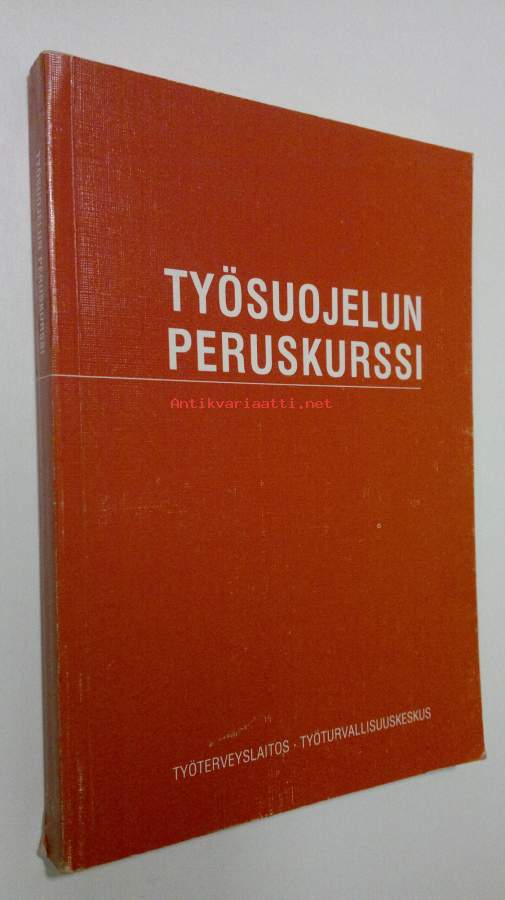 TYÖSUOJELUN PERUSKURSSI
TYÖSUOJELUN
PERUSKURSSI
Antikvariaatti.net
TYÖTERVEYSLAITOS · TYÖTURVALLISUUSKESKUS